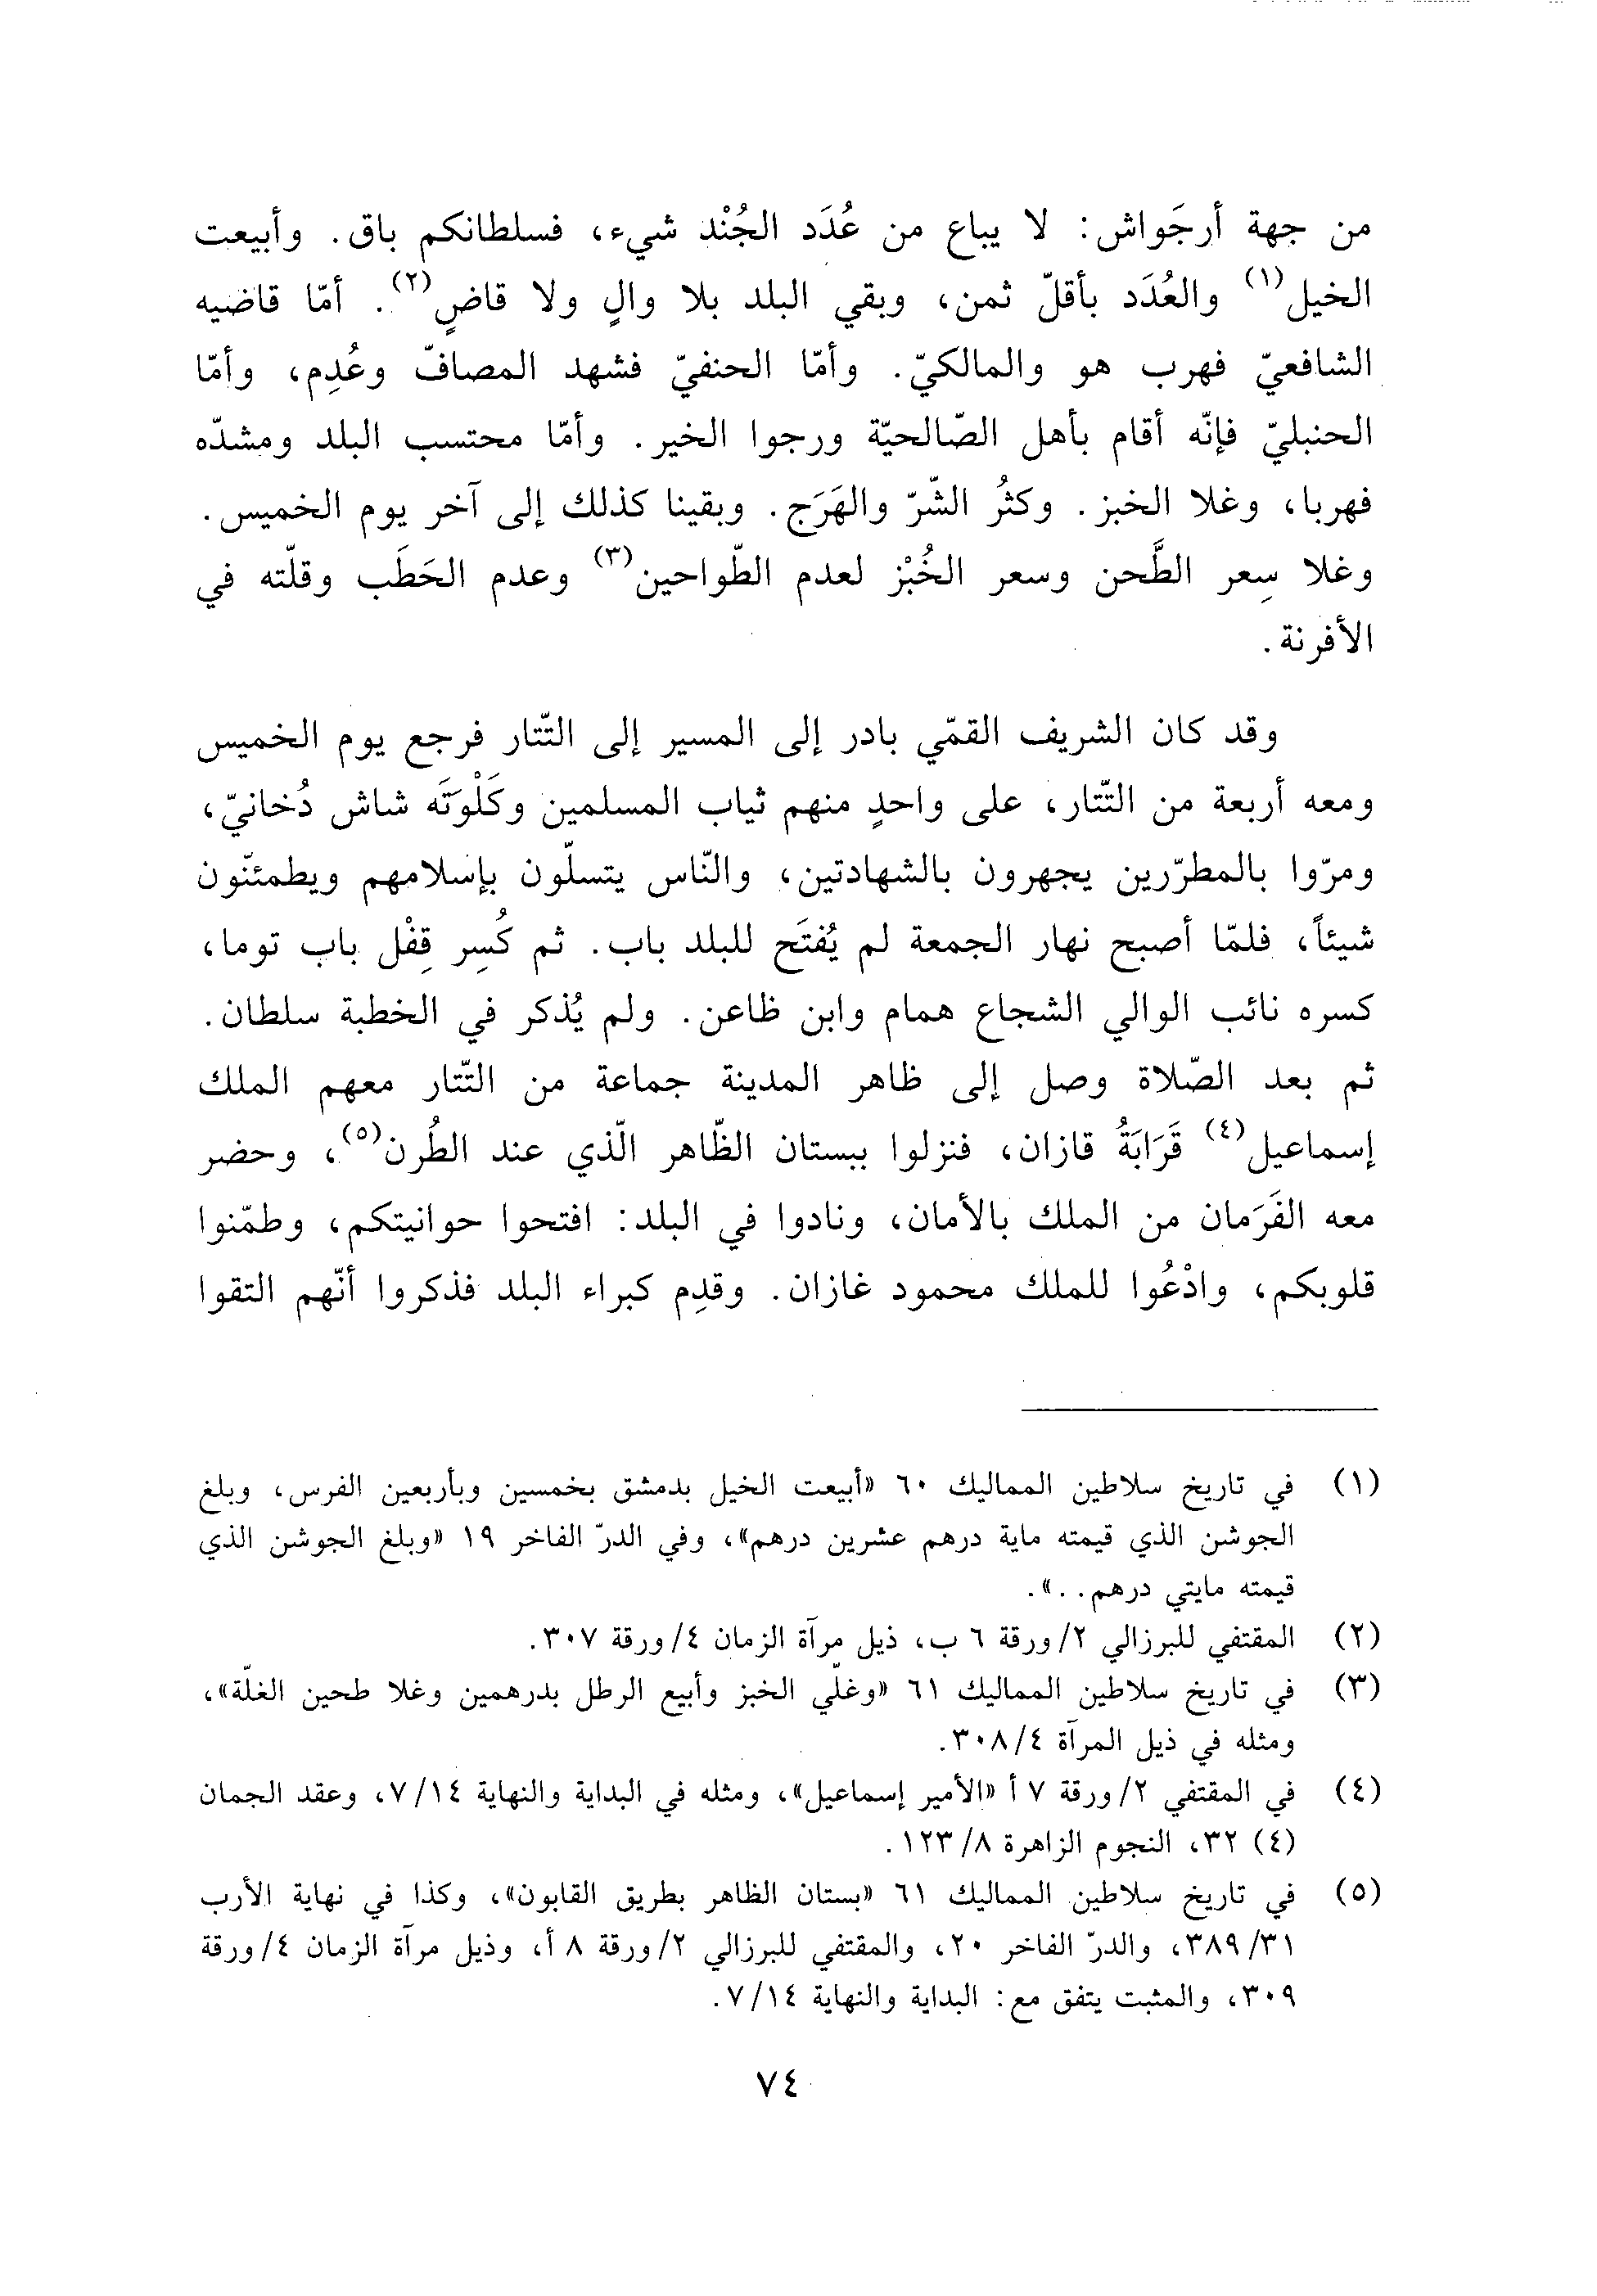 من جهة أرجَواش: لا يباع من عُدَد الجُنْد شيء، فسلطانكم باق. وأبيعت
الخيل(١) والعُدَد بأقلّ ثمن، وبقي البلد بلا والٍ ولا قاضٍ(٢). أمّا قاضيه
الشافعيّ فهرب هو والمالكيّ. وأمّا الحنفيّ فشهد المصافّ وعُدِم، وأمّا
الحنبليّ فإنّه أقام بأهل الصّالحيّة ورجوا الخير. وأمّا محتسب البلد ومشدّه
فهربا، وغلا الخبز. وكثُر الشّرّ والهَرَج. وبقينا كذلك إلى آخر يوم الخميس.
وغلا سِعر الطَّحن وسعر الخُبْز لعدم الطّواحين(٣) وعدم الحَطَب وقلّته في
الأفرنة.
وقد كان الشريف القمّي بادر إلى المسير إلى التّتار فرجع يوم الخميس
ومعه أربعة من التّتار، على واحدٍ منهم ثياب المسلمين وكَلْوَتَه شاش دُخانيّ،
ومرّوا بالمطرّرين يجهرون بالشهادتين، والنّاس يتسلّون بإسلامهم ويطمئنّون
شيئاً، فلمّا أصبح نهار الجمعة لم يُفتَح للبلد باب. ثم كُسِر قِفْل باب توما،
كسره نائب الوالي الشجاع همام وابن ظاعن. ولم يُذكر في الخطبة سلطان.
ثم بعد الصّلاة وصل إلى ظاهر المدينة جماعة من التّتار معهم الملك
إسماعيل(٤) قَرَابَةُ قازان، فنزلوا ببستان الظّاهر الّذي عند الطُرن(٥)، وحضر
معه الفَرَمان من الملك بالأمان، ونادوا في البلد: افتحوا حوانيتكم، وطمّنوا
قلوبكم، وادْعُوا للملك محمود غازان. وقدِم كبراء البلد فذكروا أنّهم التقوا
(١) في تاريخ سلاطين المماليك ٦٠ «أبيعت الخيل بدمشق بخمسين وبأربعين الفرس، وبلغ
الجوشن الذي قيمته ماية درهم عشرين درهم»، وفي الدرّ الفاخر ١٩ «وبلغ الجوشن الذي
قيمته مايتي درهم..».
(٢) المقتفي للبرزالي ٢/ورقة ٦ ب، ذيل مرآة الزمان ٤/ورقة ٣٠٧.
(٣) في تاريخ سلاطين المماليك ٦١ «وغلّي الخبز وأبيع الرطل بدرهمين وغلا طحين الغلّة»،
ومثله في ذيل المرآة ٣٠٨/٤.
(٤) في المقتفي ٢/ورقة ٧ أ «الأمير إسماعيل»، ومثله في البداية والنهاية ٧/١٤، وعقد الجمان
(٤) ٣٢، النجوم الزاهرة ١٢٣/٨.
(٥) في تاريخ سلاطين المماليك ٦١ «بستان الظاهر بطريق القابون»، وكذا في نهاية الأرب
٣٨٩/٣١، والدرّ الفاخر ٢٠، والمقتفي للبرزالي ٢/ورقة ٨ أ، وذيل مرآة الزمان ٤/ورقة
٣٠٩، والمثبت يتفق مع: البداية والنهاية ٧/١٤.
٧٤